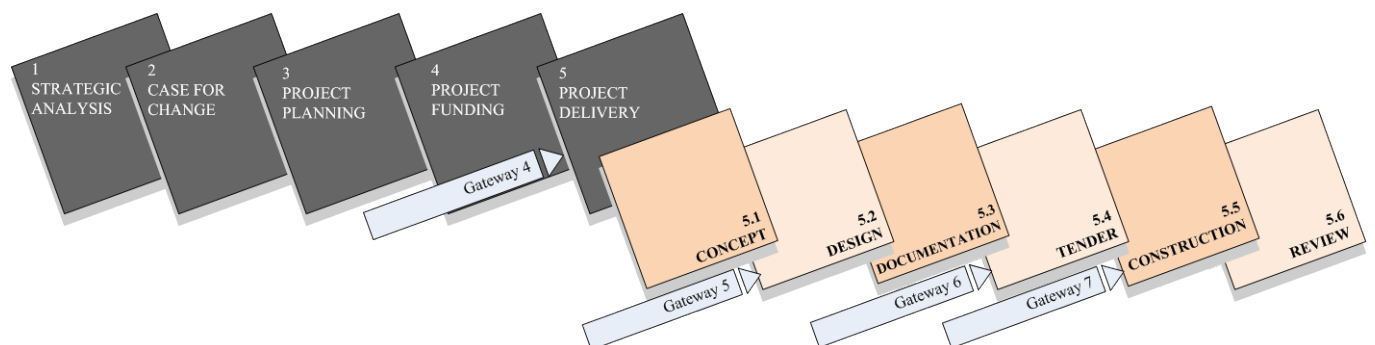 1
STRATEGIC
ANALYSIS
2
CASE FOR
CHANGE
3
PROJECT
PLANNING
4
PROJECT
FUNDING
5
PROJECT
DELIVERY
Gateway 4
5.1
CONCEPT
5.2
DESIGN
5.3
DOCUMENTATION
5.4
TENDER
5.5
CONSTRUCTION
5.6
REVIEW
Gateway 5
Gateway 6
Gateway 7